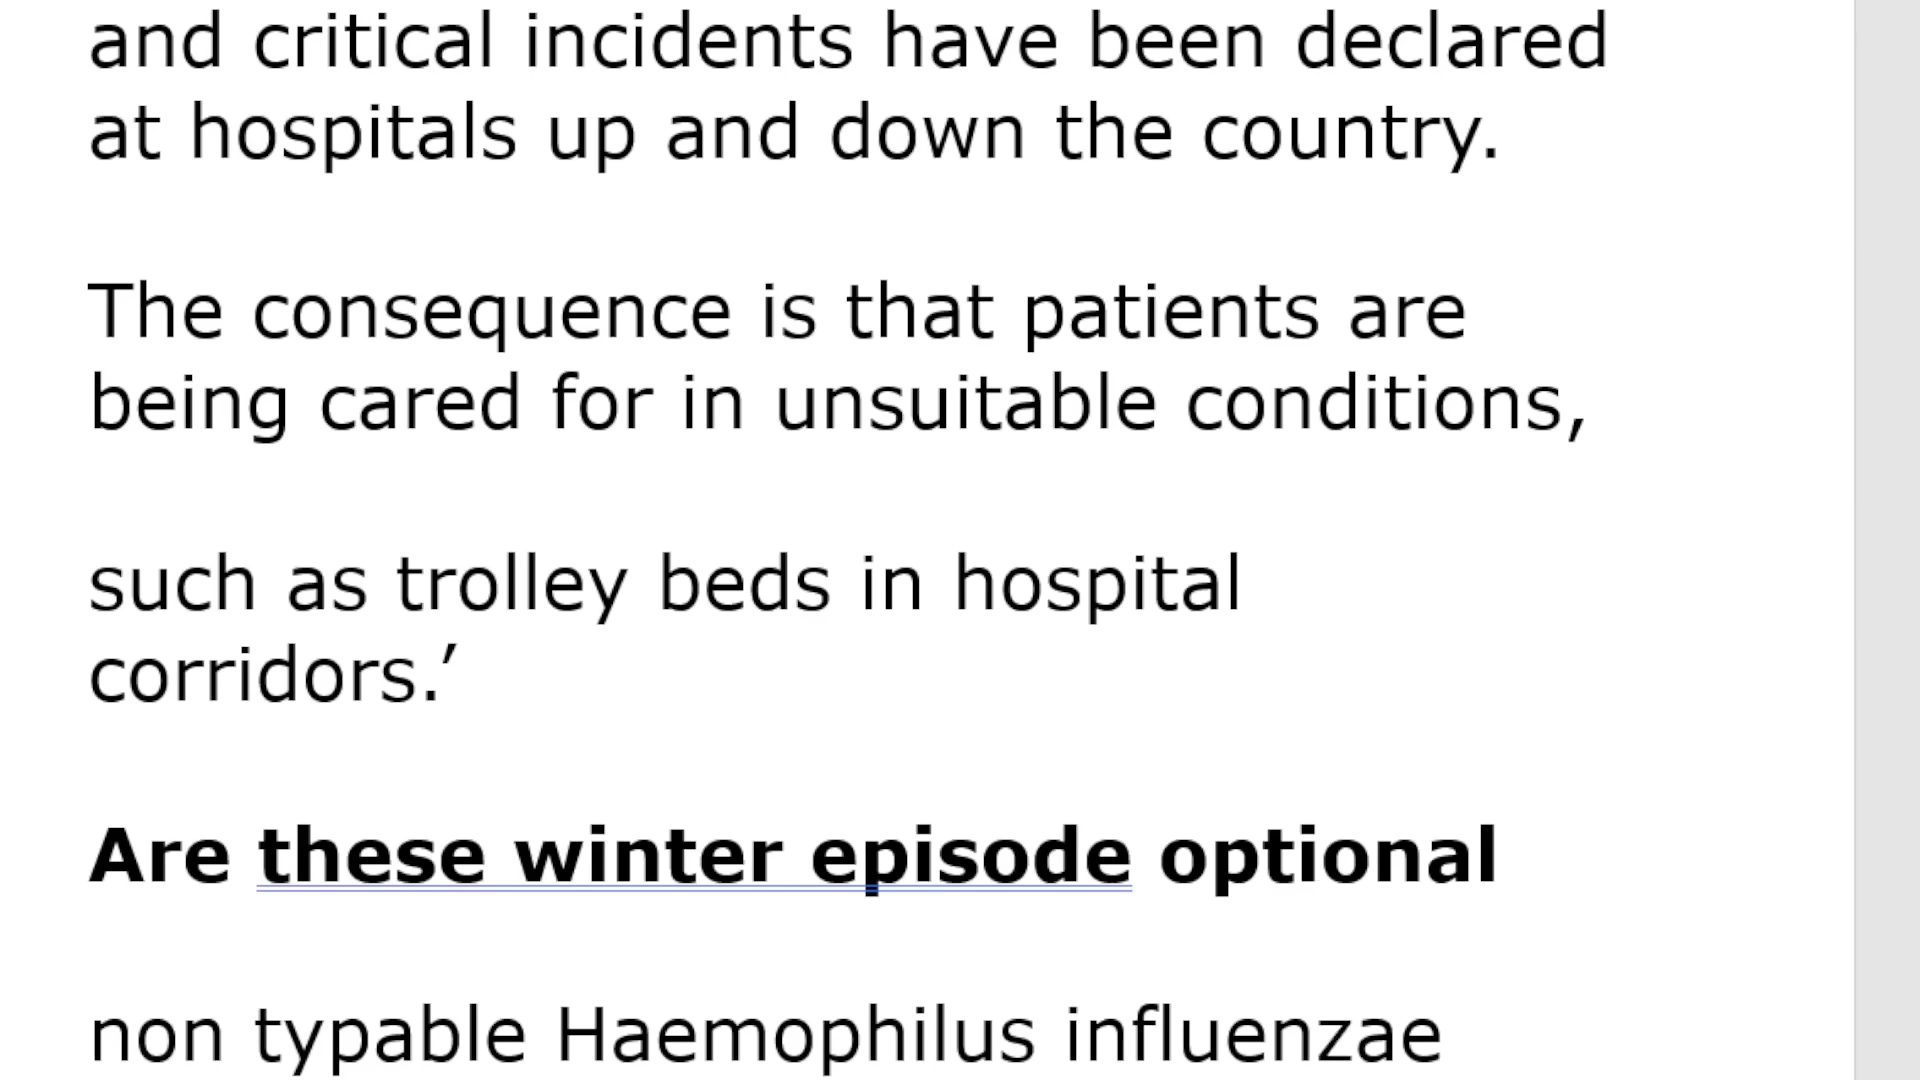 and critical incidents have been declared
at hospitals up and down the country.
The consequence is that patients are
being cared for in unsuitable conditions,
such as trolley beds in hospital
corridors.’
Are these winter episode optional
non typable Haemophilus influenzae